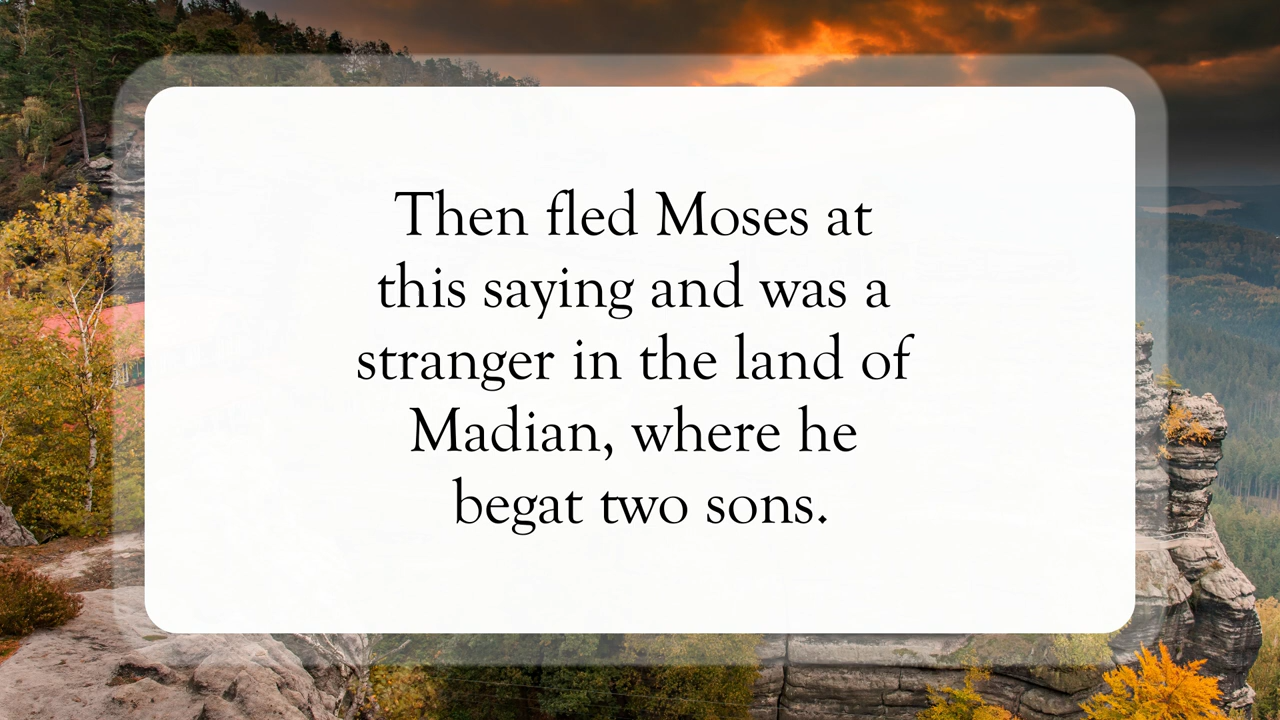 Then fled Moses at
this saying and was a
stranger in the land of
Madian, where he
begat two sons.